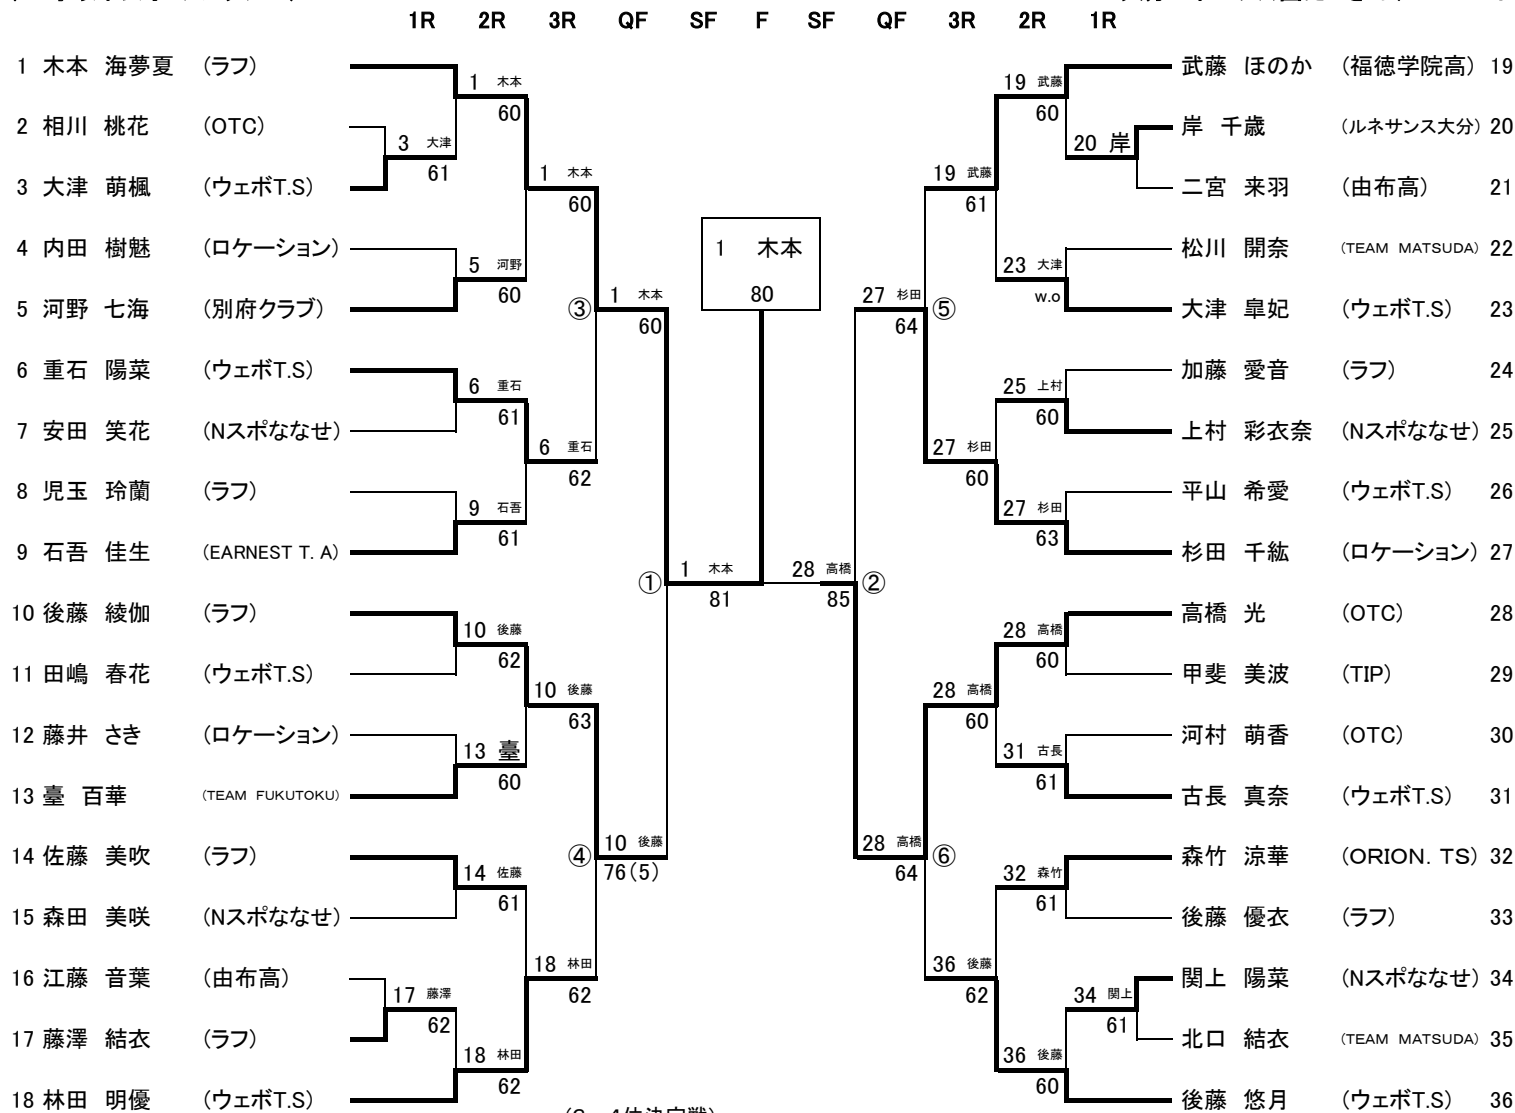 1R 2R 3R QF SF F SF QF 3R 2R 1R
1 木本 海夢夏 (ラフ)
2 相川 桃花 (OTC)
3 大津 萌楓 (ウェボT.S)
4 内田 樹魅 (ロケーション)
5 河野 七海 (別府クラブ)
6 重石 陽菜 (ウェボT.S)
7 安田 笑花 (Nスポななせ)
8 児玉 玲蘭 (ラフ)
9 石吾 佳生 (EARNEST T. A)
10 後藤 綾伽 (ラフ)
11 田嶋 春花 (ウェボT.S)
12 藤井 さき (ロケーション)
13 臺 百華 (TEAM FUKUTOKU)
14 佐藤 美吹 (ラフ)
15 森田 美咲 (Nスポななせ)
16 江藤 音葉 (由布高)
17 藤澤 結衣 (ラフ)
18 林田 明優 (ウェボT.S)
3 大津
61
17 藤澤
62
1 木本
60
5 河野
60
6 重石
61
9 石吾
61
10 後藤
62
13 臺
60
14 佐藤
61
18 林田
62
1 木本
60
6 重石
62
10 後藤
63
18 林田
62
③
1 木本
60
④
10 後藤
76(5)
①
1 木本
81
1 木本
80
28 高橋
85
②
27 杉田
64
⑤
28 高橋
64
⑥
19 武藤
61
27 杉田
60
28 高橋
60
36 後藤
62
19 武藤
60
23 大津
w.o
25 上村
60
27 杉田
63
28 高橋
60
31 古長
61
32 森竹
61
36 後藤
60
20 岸
34 関上
61
武藤 ほのか (福徳学院高) 19
岸 千歳 (ルネサンス大分) 20
二宮 来羽 (由布高) 21
松川 開奈 (TEAM MATSUDA) 22
大津 皐妃 (ウェボT.S) 23
加藤 愛音 (ラフ) 24
上村 彩衣奈 (Nスポななせ) 25
平山 希愛 (ウェボT.S) 26
杉田 千紘 (ロケーション) 27
高橋 光 (OTC) 28
甲斐 美波 (TIP) 29
河村 萌香 (OTC) 30
古長 真奈 (ウェボT.S) 31
森竹 涼華 (ORION. TS) 32
後藤 優衣 (ラフ) 33
関上 陽菜 (Nスポななせ) 34
北口 結衣 (TEAM MATSUDA) 35
後藤 悠月 (ウェボT.S) 36